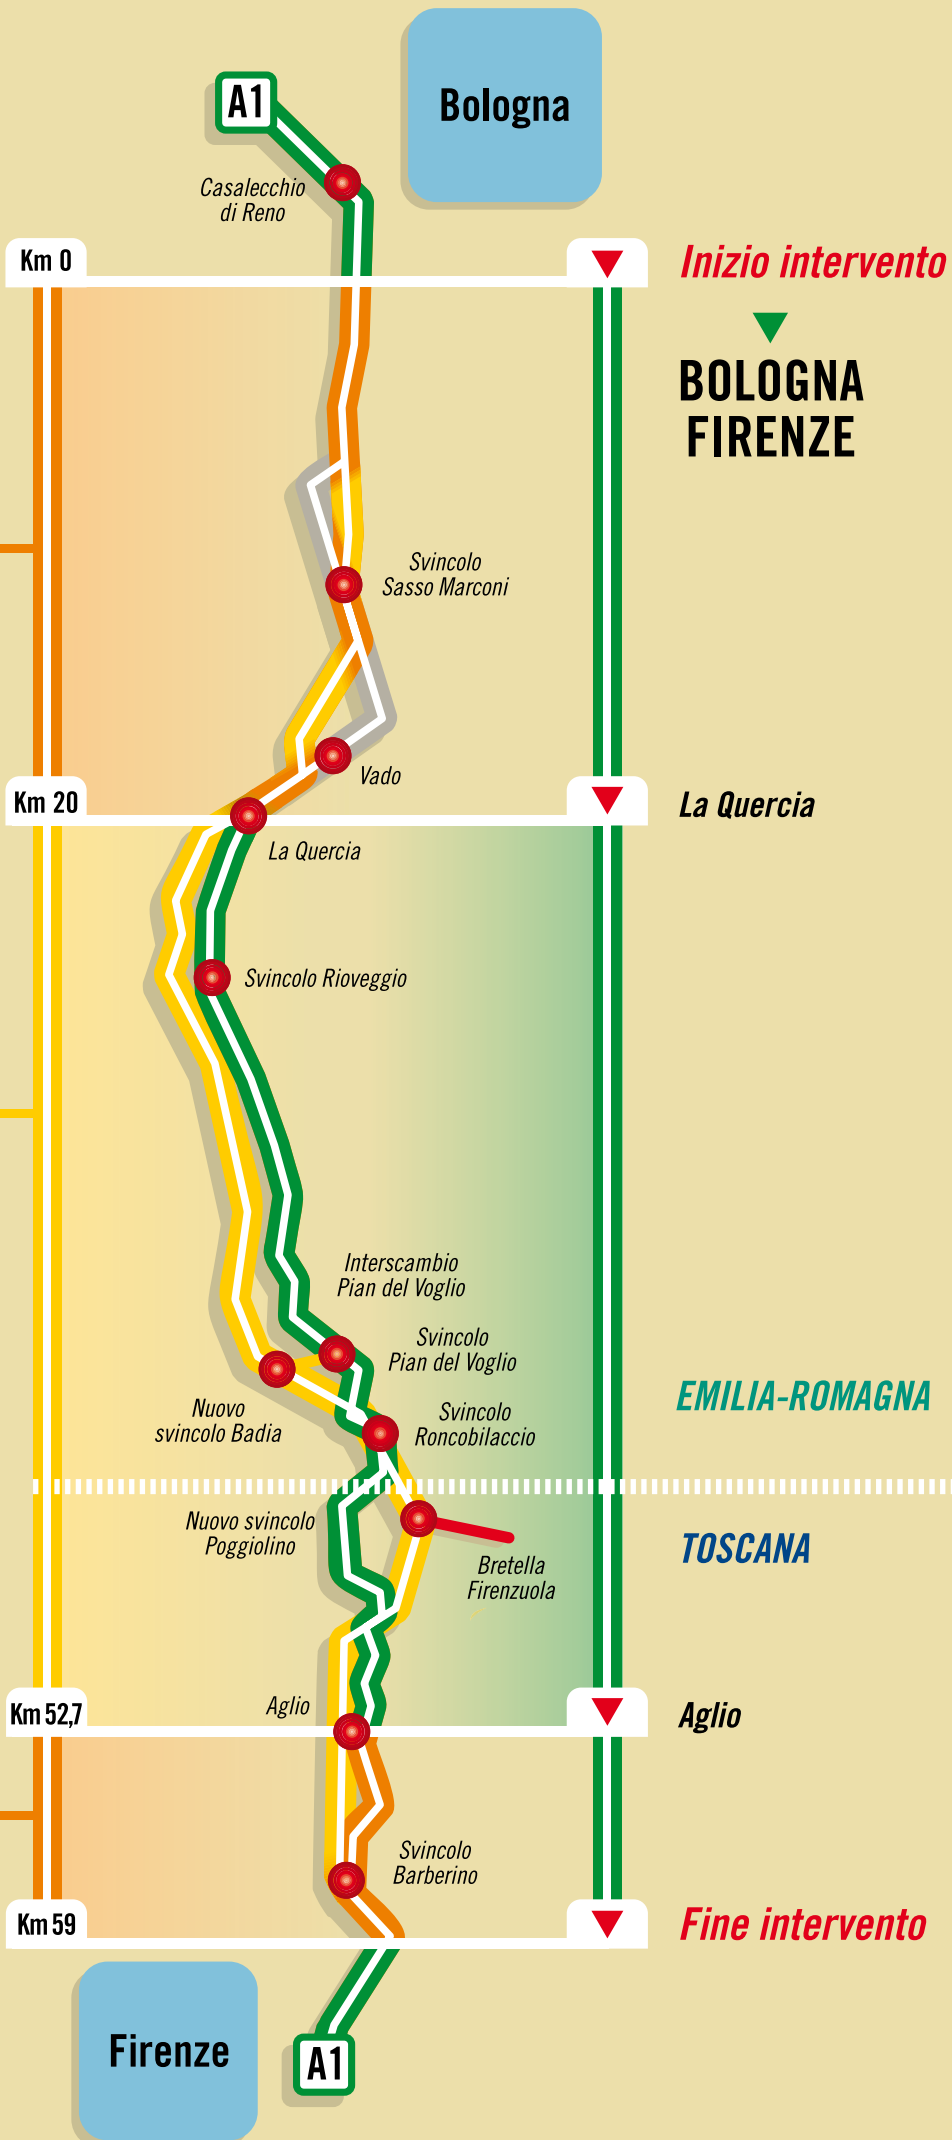 Bologna
A1
Casalecchio
di Reno
Km 0
Inizio intervento
BOLOGNA
FIRENZE
Svincolo
Sasso Marconi
Vado
Km 20
La Quercia
La Quercia
Svincolo Rioveggio
Interscambio
Pian del Voglio
Svincolo
Pian del Voglio
Nuovo
svincolo Badia
Svincolo
Roncobilaccio
EMILIA-ROMAGNA
Nuovo svincolo
Poggiolino
TOSCANA
Bretella
Firenzuola
Aglio
Km 52,7
Aglio
Svincolo
Barberino
Km 59
Fine intervento
Firenze
A1